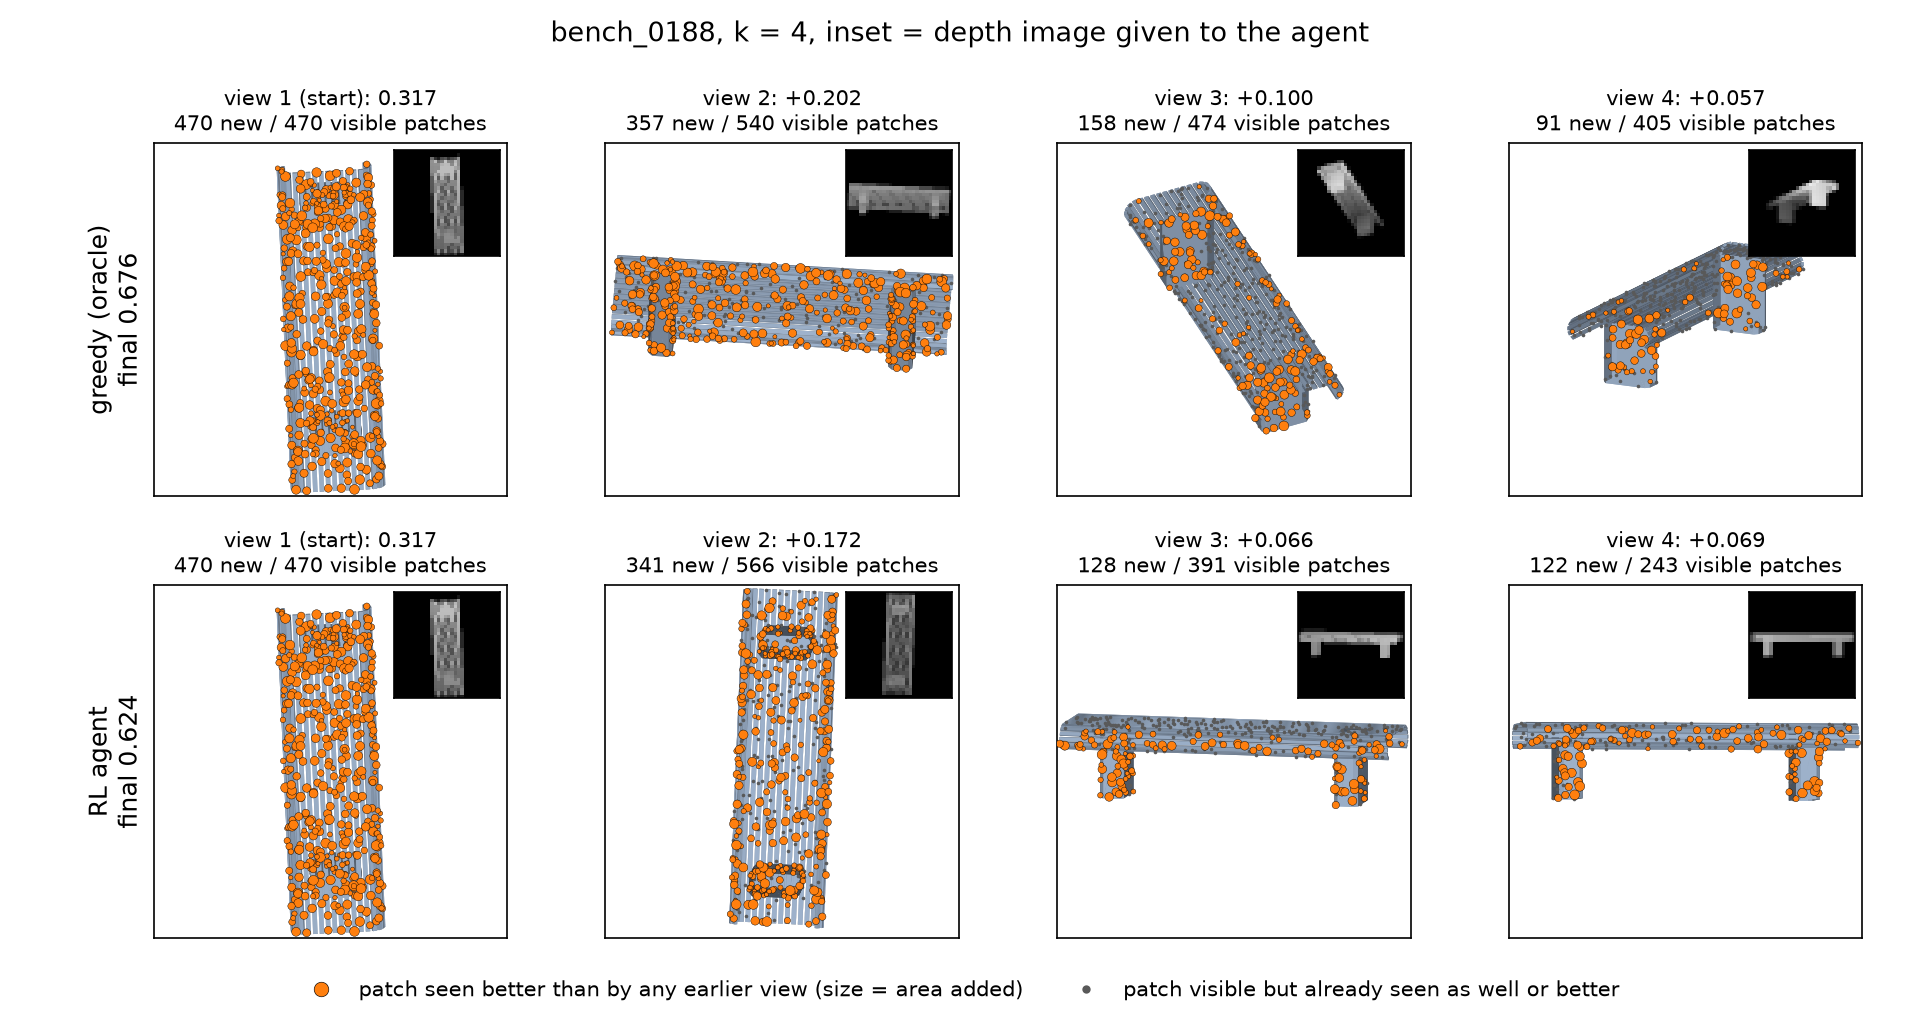 bench_0188, k = 4, inset = depth image given to the agent
greedy (oracle)
final 0.676
view 1 (start): 0.317
470 new / 470 visible patches
view 2: +0.202
357 new / 540 visible patches
view 3: +0.100
158 new / 474 visible patches
view 4: +0.057
91 new / 405 visible patches
RL agent
final 0.624
view 1 (start): 0.317
470 new / 470 visible patches
view 2: +0.172
341 new / 566 visible patches
view 3: +0.066
128 new / 391 visible patches
view 4: +0.069
122 new / 243 visible patches
patch seen better than by any earlier view (size = area added)
patch visible but already seen as well or better